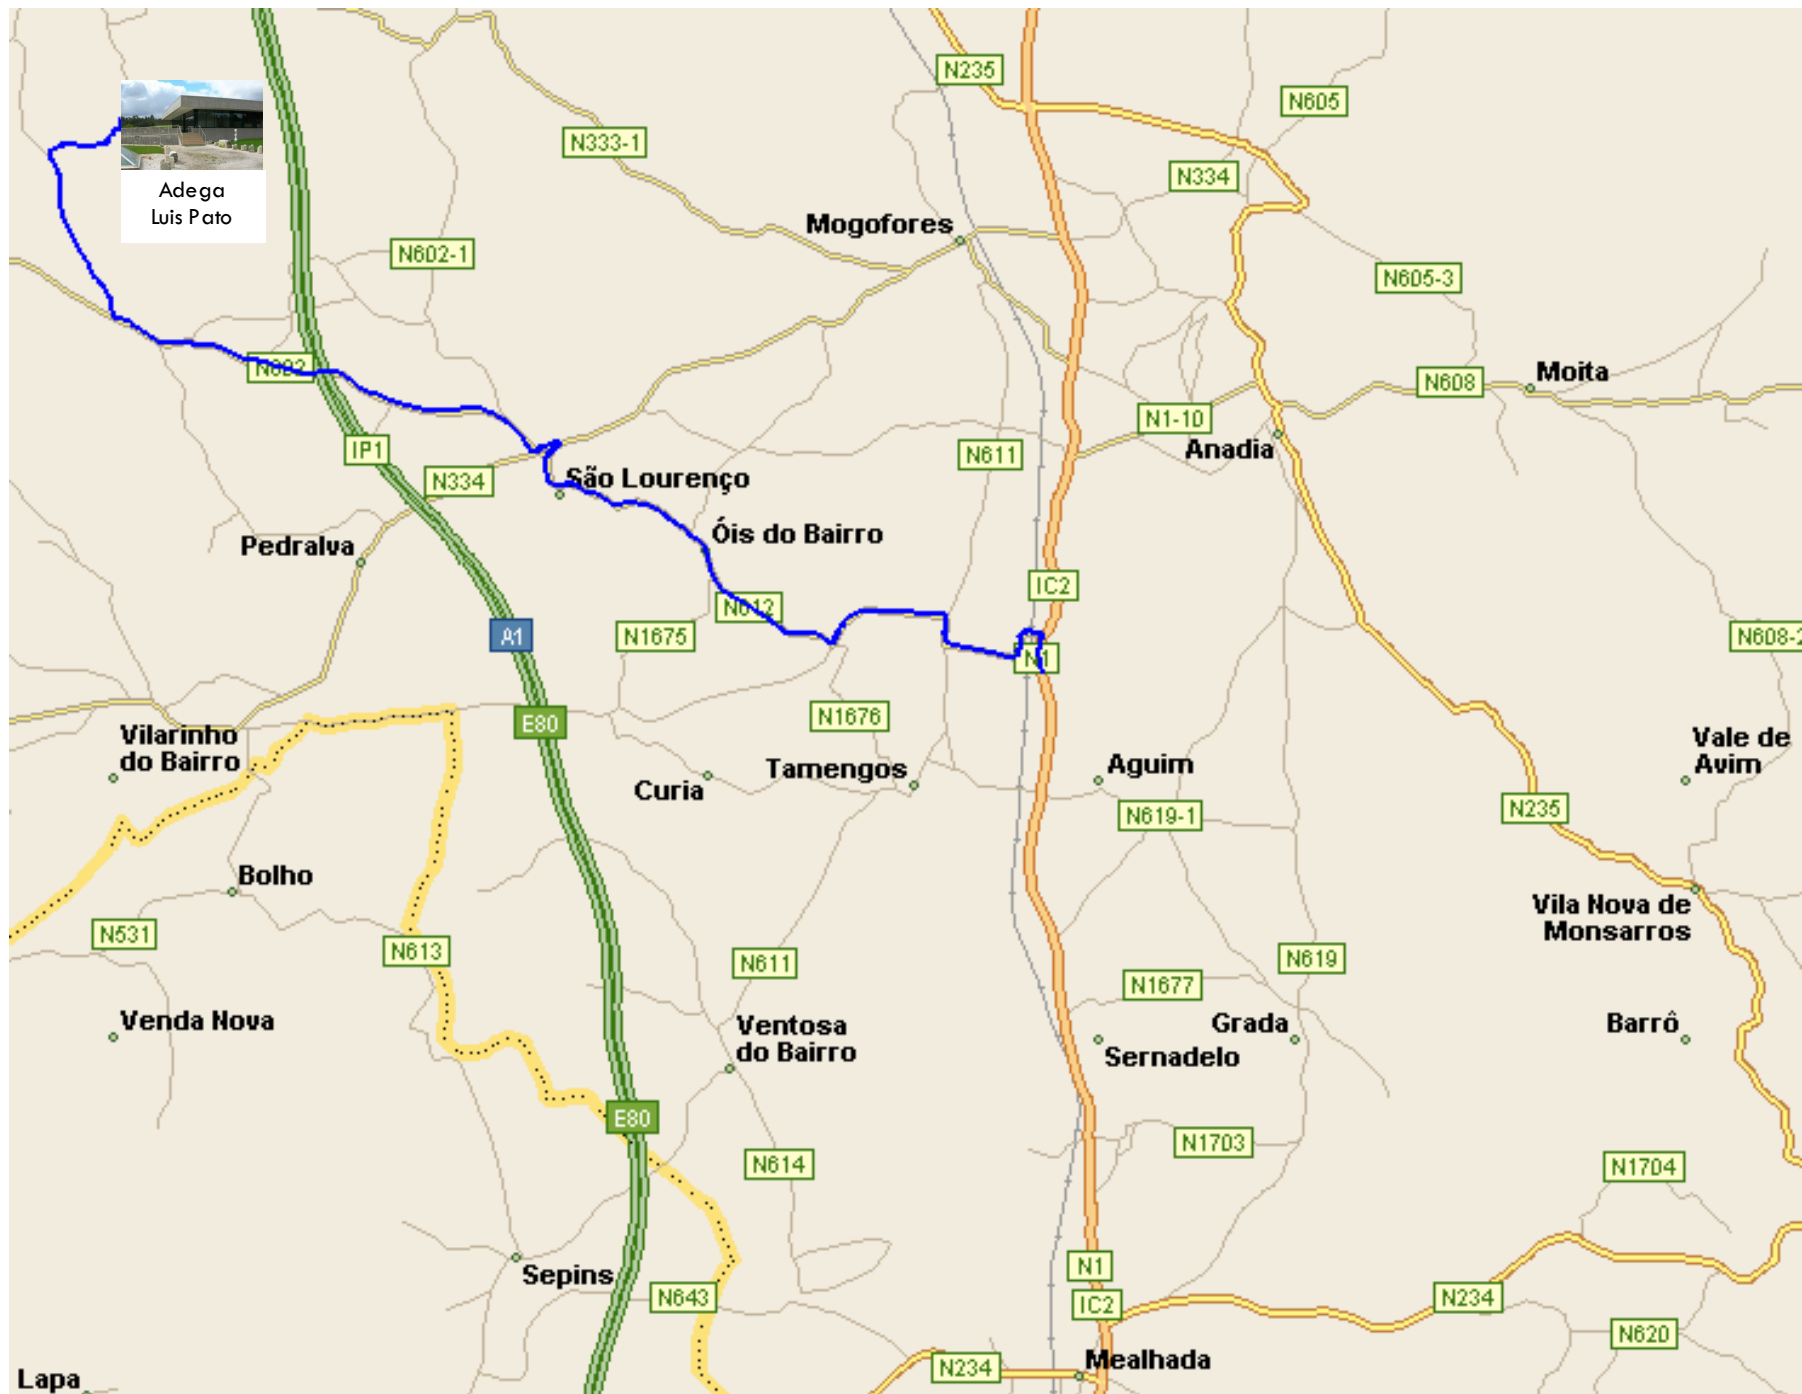 N235
N605
N333-1
N334
Adega
Luis Pato
Mogofores
N602-1
N605-3
N602
Moita
N608
N1-10
IP1
Anadia
N611
N334
São Lourenço
Óis do Bairro
Pedralva
IC2
N612
A1
N1675
N608-2
N1
E80
N1676
Vilarinho
do Bairro
Vale de
Avim
Tamengos
Aguim
Curia
N235
N619-1
Bolho
Vila Nova de
Monsarros
N531
N613
N611
N619
N1677
Venda Nova
Ventosa
do Bairro
Grada
Barrô
Sernadelo
E80
N1703
N614
N1704
N1
Sepins
N643
IC2
N234
N620
Mealhada
N234
Lapa